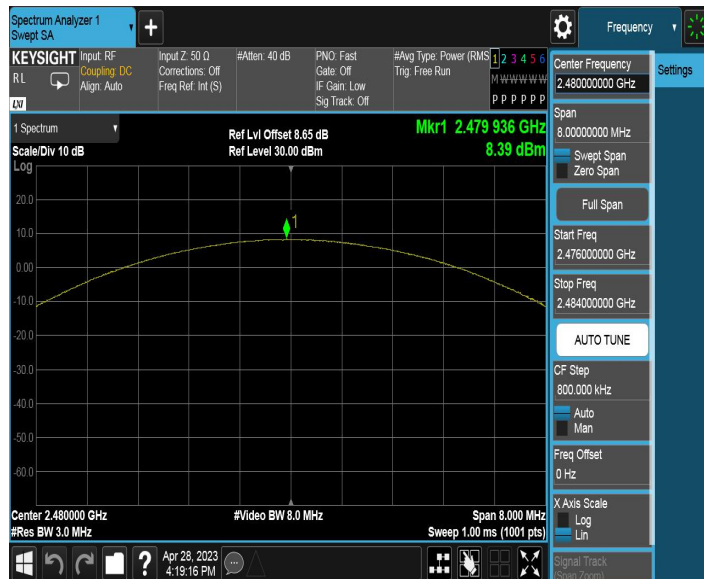 Spectrum Analyzer 1
Swept SA
+
Frequency
KEYSIGHT
RL
LXI
Input: RF
Coupling: DC
Align: Auto
Input Z: 50 Ω
Corrections: Off
Freq Ref: Int (S)
#Atten: 40 dB
PNO: Fast
Gate: Off
IF Gain: Low
Sig Track: Off
#Avg Type: Power (RMS
Trig: Free Run
1 2 3 4 5 6
M W W W W W
P P P P P P
1 Spectrum
Scale/Div 10 dB
Log
Ref Lvl Offset 8.65 dB
Ref Level 30.00 dBm
Mkr1 2.479 936 GHz
8.39 dBm
1
20.0
10.0
0.00
-10.0
-20.0
-30.0
-40.0
-50.0
-60.0
Center 2.480000 GHz
#Res BW 3.0 MHz
#Video BW 8.0 MHz
Span 8.000 MHz
Sweep 1.00 ms (1001 pts)
?
Apr 28, 2023
4:19:16 PM
Center Frequency
2.480000000 GHz
Settings
Span
8.00000000 MHz
Swept Span
Zero Span
Full Span
Start Freq
2.476000000 GHz
Stop Freq
2.484000000 GHz
AUTO TUNE
CF Step
800.000 kHz
Auto
Man
Freq Offset
0 Hz
X Axis Scale
Log
Lin
Signal Track
(Span Zoom)